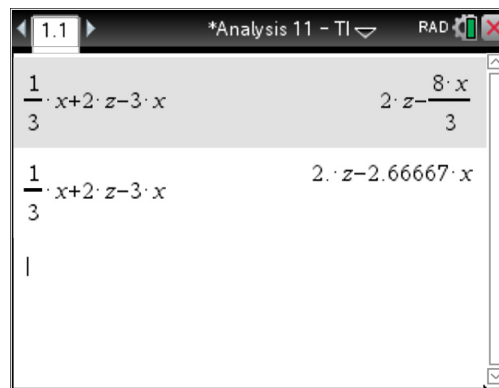 1.1 *Analysis 11 – TI RAD
1/3·x+2·z−3·x 2·z−8·x/3
1/3·x+2·z−3·x 2.·z−2.66667·x